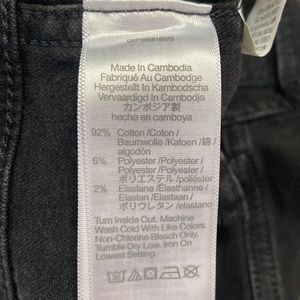 Made In Cambodia
Fabriqué Au Cambodge
Hergestellt In Kambodscha
Vervaardigd In Cambodja
カンボジア製
hecho en camboya
92% Cotton /Coton /
Baumwolle /Katoen / 綿 /
algodón
6% Polyester /Polyester /
Polyester /Polyester /
ポリエステル /poliéster
2% Elastane /Élasthanne /
Elastan /Elastaan /
ポリウレタン /elastano
Turn Inside Out. Machine
Wash Cold With Like Colors.
Non-Chlorine Bleach Only.
Tumble Dry Low. Iron On
Lowest Setting.